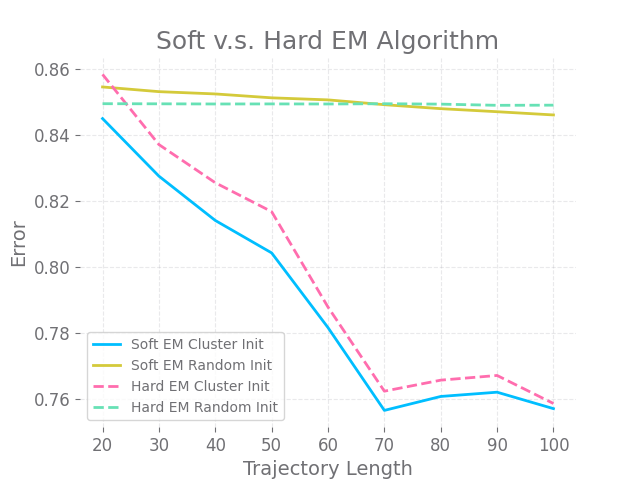 Soft v.s. Hard EM Algorithm
Error
0.86
0.84
0.82
0.80
0.78
0.76
Soft EM Cluster Init
Soft EM Random Init
Hard EM Cluster Init
Hard EM Random Init
20 30 40 50 60 70 80 90 100
Trajectory Length